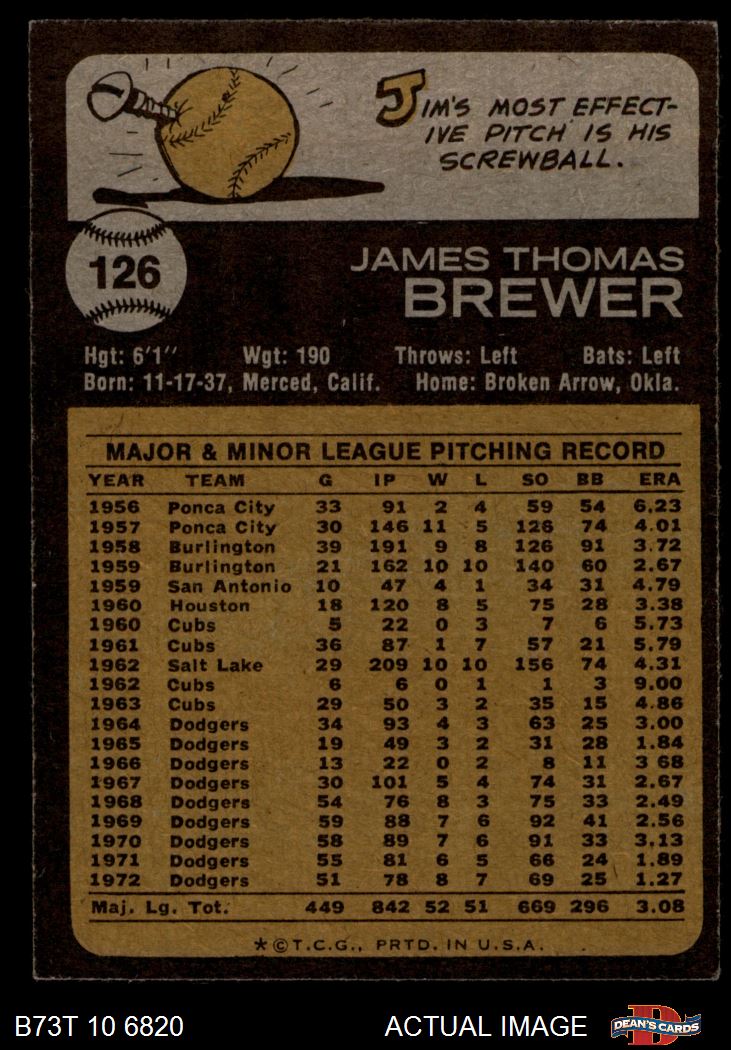 JIM'S MOST EFFECT-
IVE PITCH IS HIS
SCREWBALL.
126
JAMES THOMAS
BREWER
Hgt: 6'1" Wgt: 190 Throws: Left Bats: Left
Born: 11-17-37, Merced, Calif. Home: Broken Arrow, Okla.
MAJOR & MINOR LEAGUE PITCHING RECORD
YEAR TEAM G IP W L SO BB ERA
1956 Ponca City 33 91 2 4 59 54 6.23
1957 Ponca City 30 146 11 5 126 74 4.01
1958 Burlington 39 191 9 8 126 91 3.72
1959 Burlington 21 162 10 10 140 60 2.67
1959 San Antonio 10 47 4 1 34 31 4.79
1960 Houston 18 120 8 5 75 28 3.38
1960 Cubs 5 22 0 3 7 6 5.73
1961 Cubs 36 87 1 7 57 21 5.79
1962 Salt Lake 29 209 10 10 156 74 4.31
1962 Cubs 6 6 0 1 1 3 9.00
1963 Cubs 29 50 3 2 35 15 4.86
1964 Dodgers 34 93 4 3 63 25 3.00
1965 Dodgers 19 49 3 2 31 28 1.84
1966 Dodgers 13 22 0 2 8 11 3 68
1967 Dodgers 30 101 5 4 74 31 2.67
1968 Dodgers 54 76 8 3 75 33 2.49
1969 Dodgers 59 88 7 6 92 41 2.56
1970 Dodgers 58 89 7 6 91 33 3.13
1971 Dodgers 55 81 6 5 66 24 1.89
1972 Dodgers 51 78 8 7 69 25 1.27
Maj. Lg. Tot. 449 842 52 51 669 296 3.08
*©T.C.G., PRTD. IN U.S.A.
B73T 10 6820 ACTUAL IMAGE DEAN'S CARDS